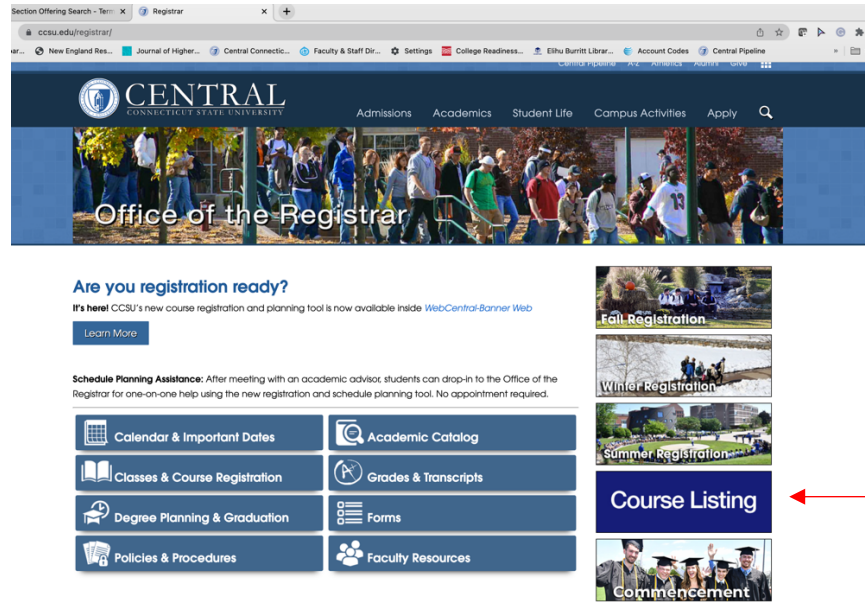 Section Offering Search - Term
Registrar
ccsu.edu/registrar/
New England Res...
Journal of Higher...
Central Connectic...
Faculty & Staff Dir...
Settings
College Readiness...
Elihu Burritt Librar...
Account Codes
Central Pipeline
Central Pipeline A-Z Athletics Alumni Give
CENTRAL
CONNECTICUT STATE UNIVERSITY
Admissions Academics Student Life Campus Activities Apply
Office of the Registrar
13
Are you registration ready?
It's here! CCSU's new course registration and planning tool is now available inside WebCentral-Banner Web
Learn More
Schedule Planning Assistance: After meeting with an academic advisor, students can drop-in to the Office of the
Registrar for one-on-one help using the new registration and schedule planning tool. No appointment required.
Calendar & Important Dates
Academic Catalog
Classes & Course Registration
Grades & Transcripts
Degree Planning & Graduation
Forms
Policies & Procedures
Faculty Resources
Fall Registration
Winter Registration
Summer Registration
Course Listing
Commencement